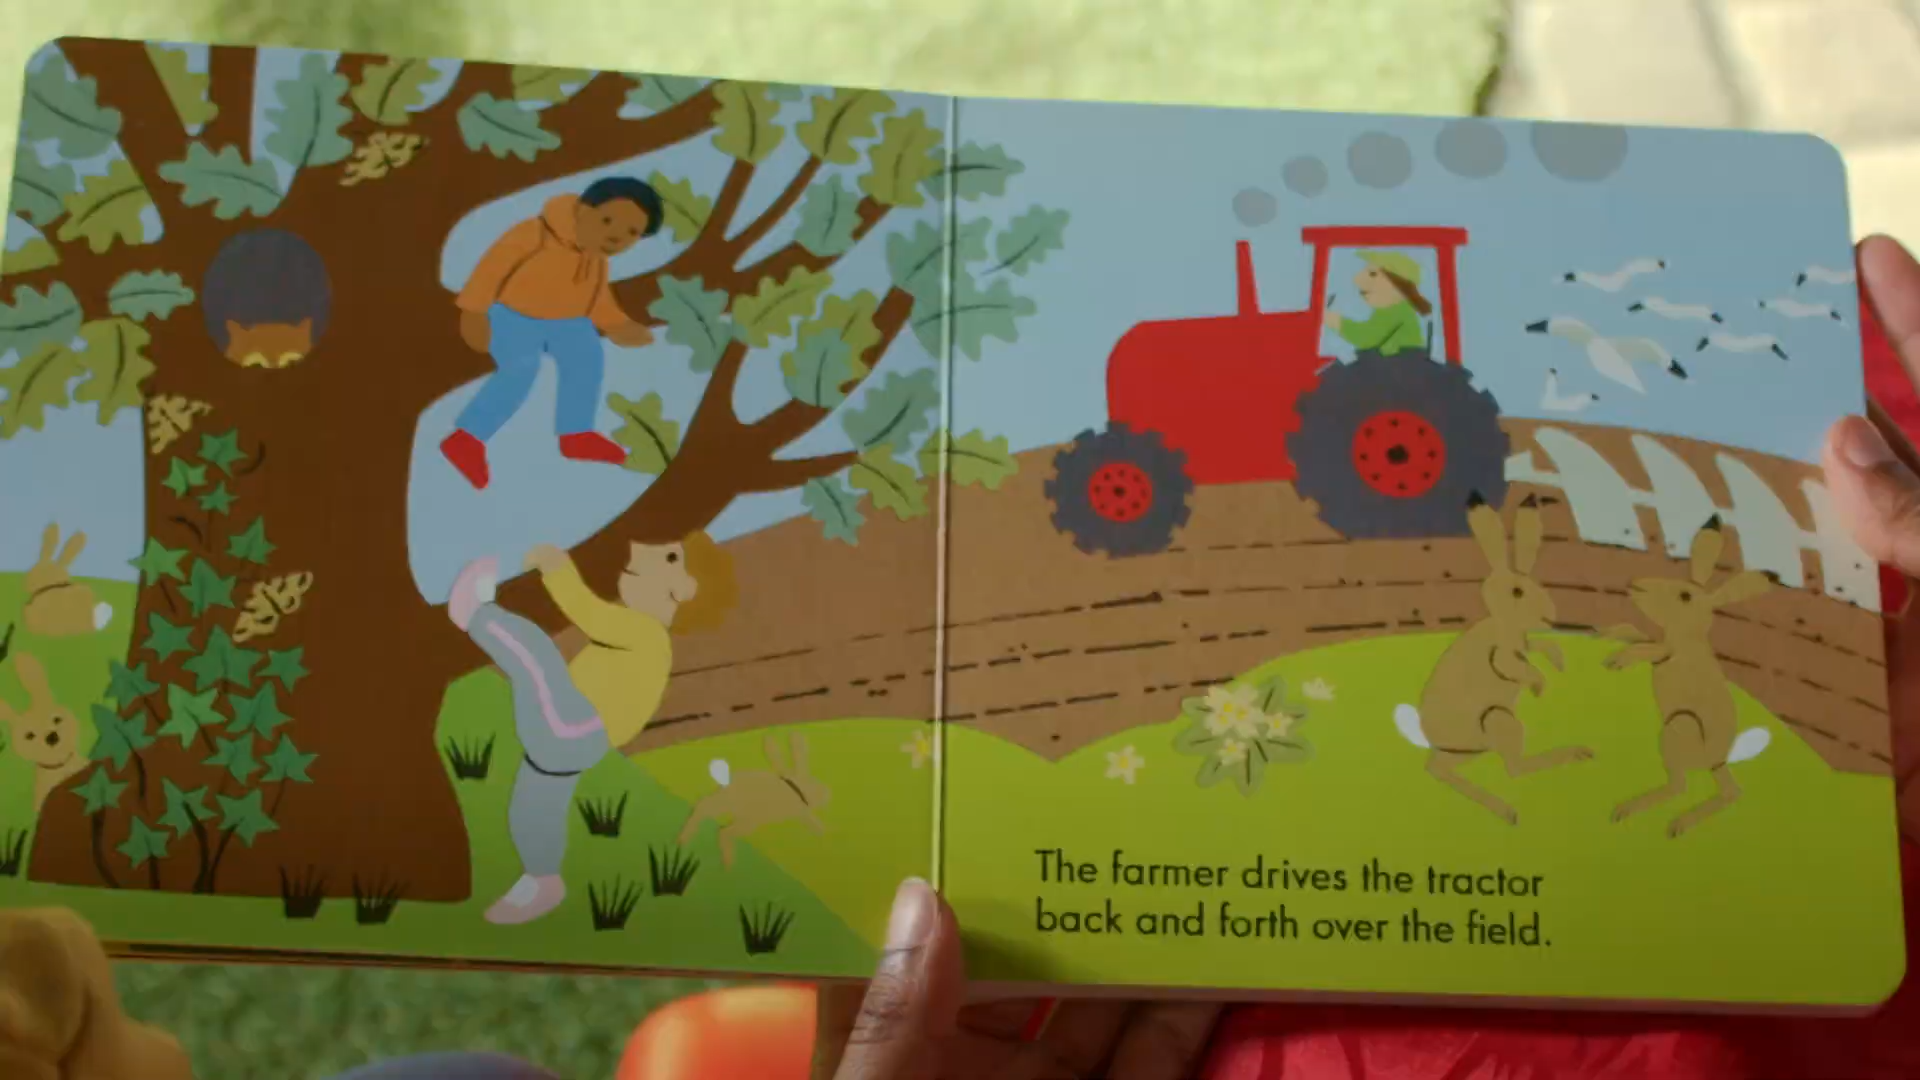 The farmer drives the tractor
back and forth over the field.